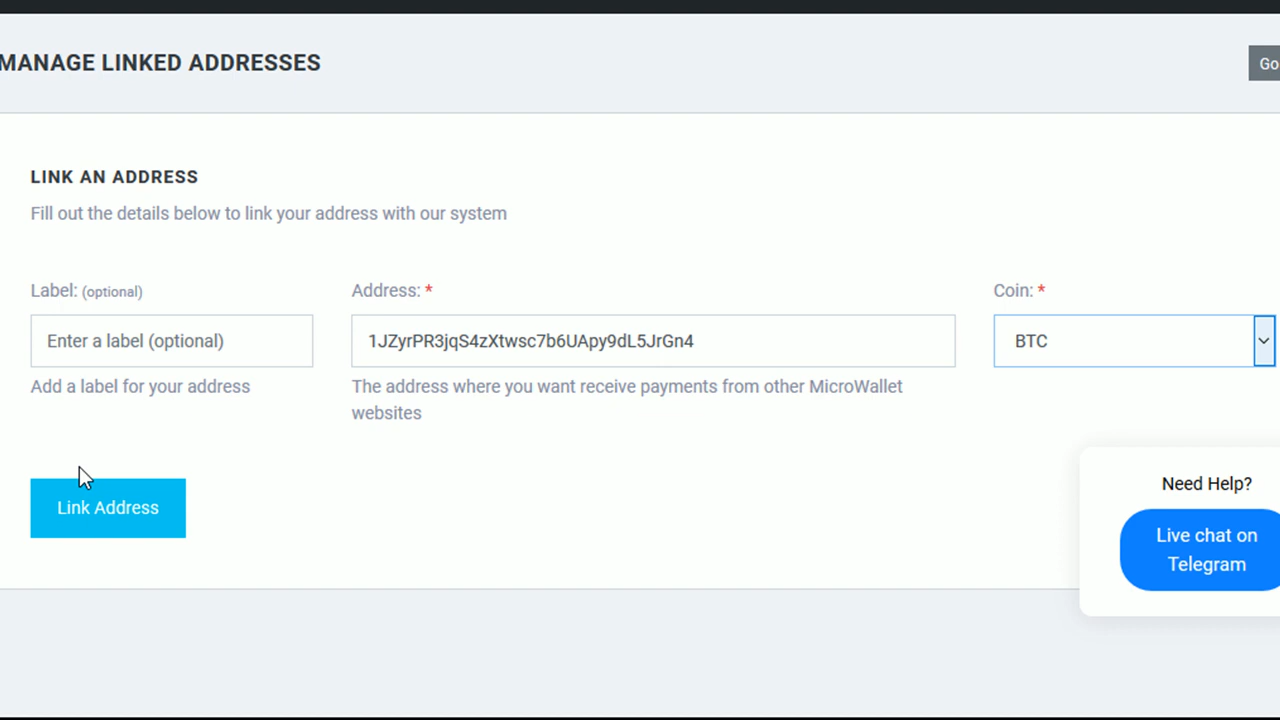 MANAGE LINKED ADDRESSES
Go
LINK AN ADDRESS
Fill out the details below to link your address with our system
Label: (optional)
Address: *
Coin: *
Enter a label (optional)
1JZyrPR3jqS4zXtwsc7b6UApy9dL5JrGn4
BTC
Add a label for your address
The address where you want receive payments from other MicroWallet
websites
Link Address
Need Help?
Live chat on
Telegram